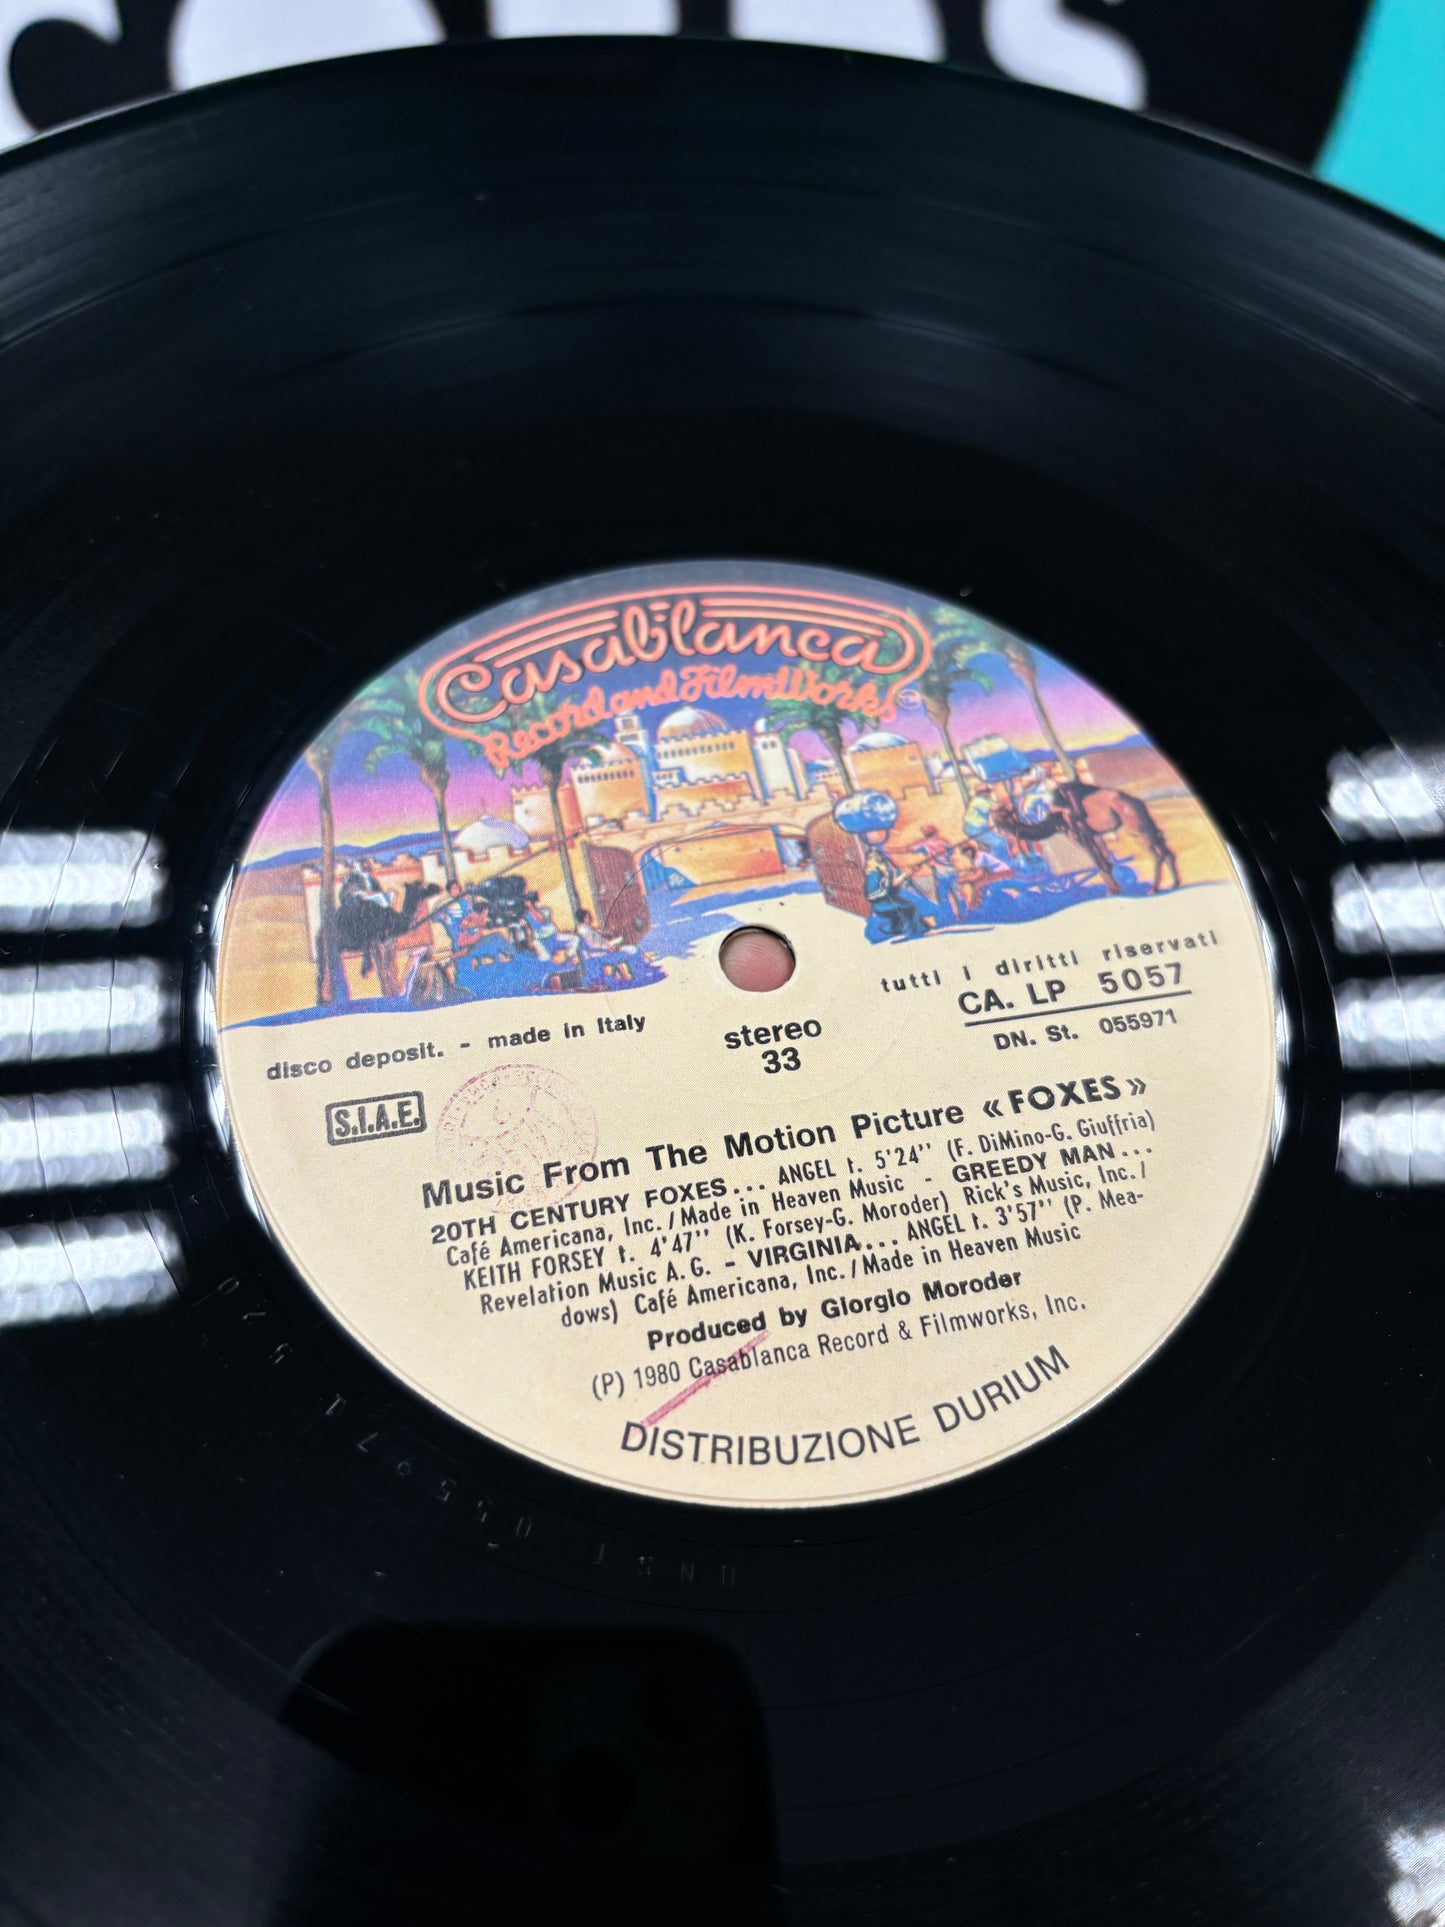 Casablanca
Record and FilmWorks™
tutti i diritti riservati
CA. LP 5057
DN. St. 055971
disco deposit. - made in Italy
stereo
33
S.I.A.E.
Music From The Motion Picture «FOXES»
20TH CENTURY FOXES... ANGEL t. 5'24'' (F. DiMino-G. Giuffria)
Café Americana, Inc./Made in Heaven Music - GREEDY MAN...
KEITH FORSEY t. 4'47'' (K. Forsey-G. Moroder) Rick's Music, Inc./
Revelation Music A.G. - VIRGINIA... ANGEL t. 3'57'' (P. Mea-
dows) Café Americana, Inc./Made in Heaven Music
Produced by Giorgio Moroder
(P) 1980 Casablanca Record & Filmworks, Inc.
DISTRIBUZIONE DURIUM